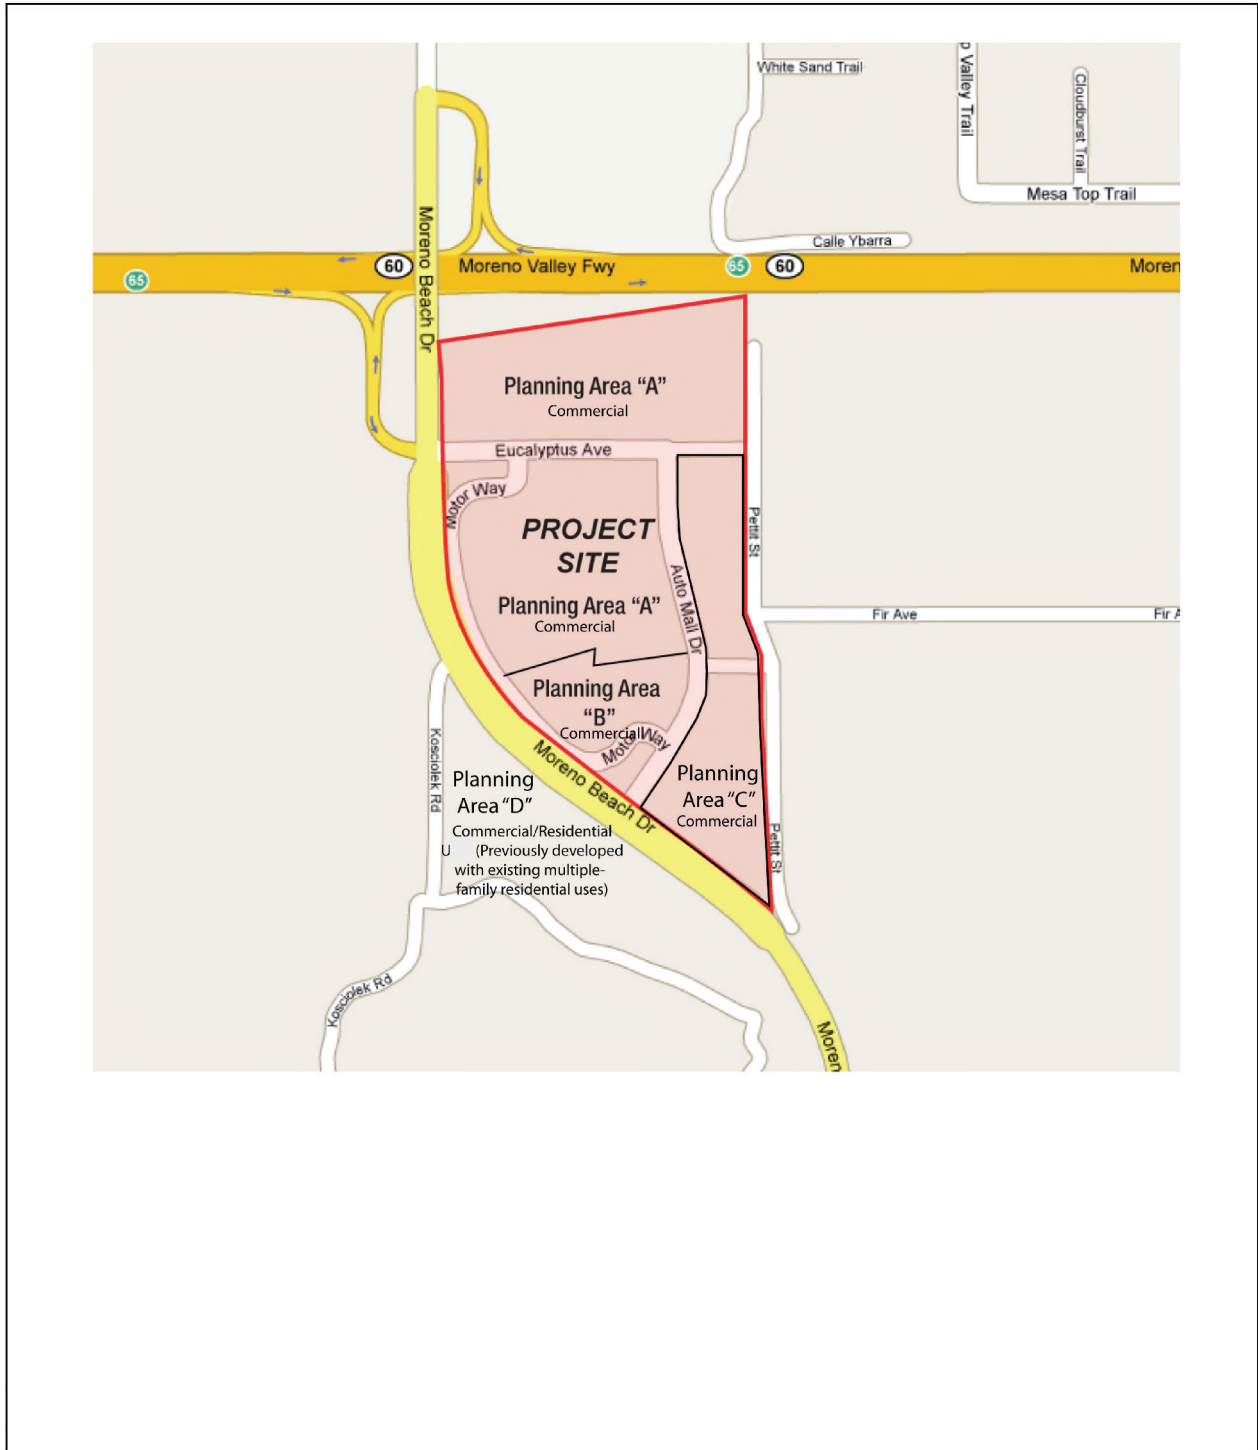 White Sand Trail
p Valley Trail
Cloudburst Trail
Mesa Top Trail
Calle Ybarra
60
Moreno Valley Fwy
65
60
Moren
65
Moreno Beach Dr
Planning Area “A”
Commercial
Eucalyptus Ave
Motor Way
PROJECT
SITE
Pettit St
Auto Mall Dr
Planning Area “A”
Commercial
Fir Ave
Fir A
Planning Area
“B”
Commercial
Motor Way
Moreno Beach Dr
Kosciolek Rd
Planning
Area “D”
Commercial/Residential
U (Previously developed
with existing multiple-
family residential uses)
Planning
Area “C”
Commercial
Pettit St
Kosciolek Rd
Moren